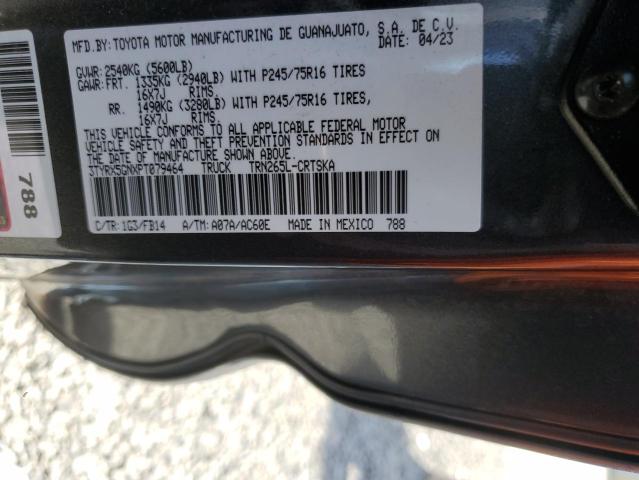 MFD.BY: TOYOTA MOTOR MANUFACTURING DE GUANAJUATO, S.A. DE C.V.
DATE: 04/23
GVWR: 2540KG (5600LB)
GAWR: FRT. 1335KG (2940LB) WITH P245/75R16 TIRES
16X7J RIMS,
RR. 1490KG (3280LB) WITH P245/75R16 TIRES,
16X7J RIMS.
THIS VEHICLE CONFORMS TO ALL APPLICABLE FEDERAL MOTOR
VEHICLE SAFETY AND THEFT PREVENTION STANDARDS IN EFFECT ON
THE DATE OF MANUFACTURE SHOWN ABOVE.
3TYRX5GNXPT079464 TRUCK TRN265L-CRTSKA
C/TR: 1G3/FB14 A/TM: A07A/AC60E MADE IN MEXICO 788
788